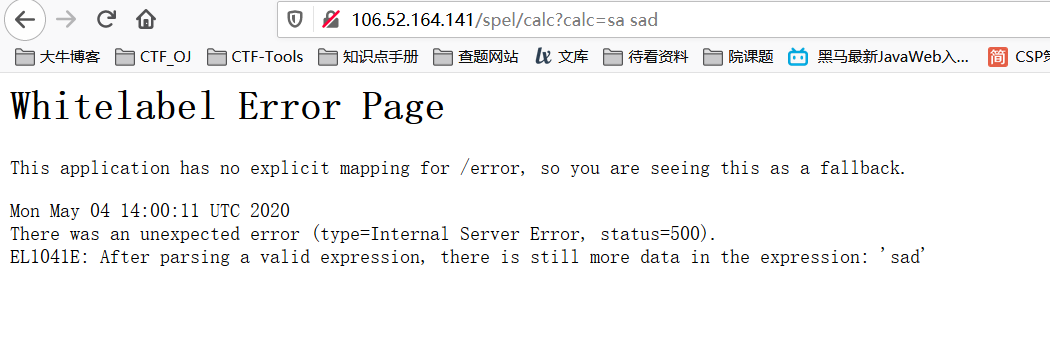 106.52.164.141/spel/calc?calc=sa sad
大牛博客 CTF_OJ CTF-Tools 知识点手册 查题网站 lx 文库 待看资料 院课题 黑马最新JavaWeb入... 简 CSP
Whitelabel Error Page
This application has no explicit mapping for /error, so you are seeing this as a fallback.
Mon May 04 14:00:11 UTC 2020
There was an unexpected error (type=Internal Server Error, status=500).
EL1041E: After parsing a valid expression, there is still more data in the expression: 'sad'